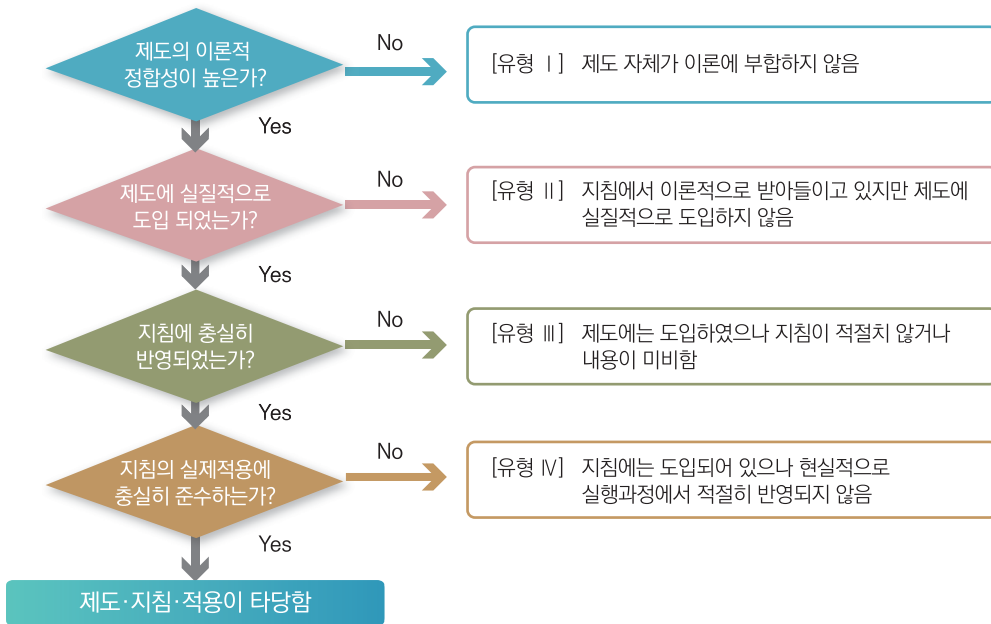 제도의 이론적
정합성이 높은가?
No
[유형 Ⅰ] 제도 자체가 이론에 부합하지 않음
Yes
제도에 실질적으로
도입 되었는가?
No
[유형 Ⅱ] 지침에서 이론적으로 받아들이고 있지만 제도에
실질적으로 도입하지 않음
Yes
지침에 충실히
반영되었는가?
No
[유형 Ⅲ] 제도에는 도입하였으나 지침이 적절치 않거나
내용이 미비함
Yes
지침의 실제적용에
충실히 준수하는가?
No
[유형 Ⅳ] 지침에는 도입되어 있으나 현실적으로
실행과정에서 적절히 반영되지 않음
Yes
제도·지침·적용이 타당함